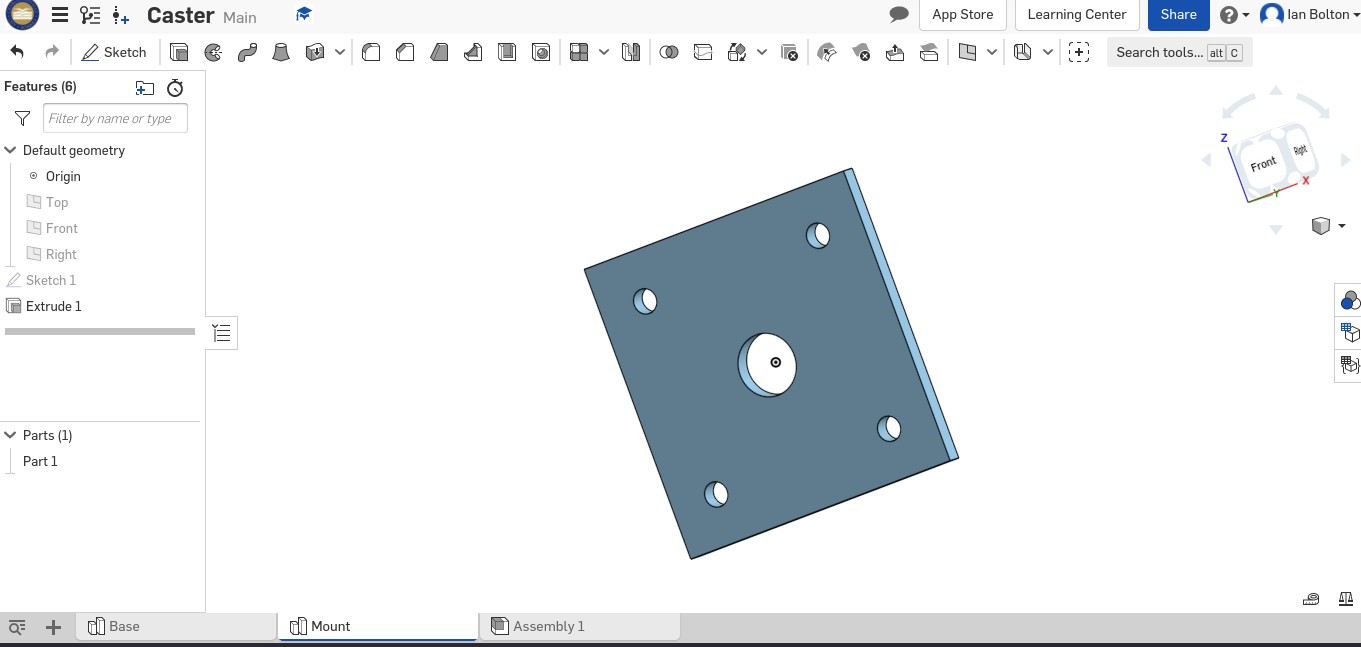 Caster Main
App Store
Learning Center
Share
Ian Bolton
Sketch
Search tools... alt C
Features (6)
Filter by name or type
Default geometry
Origin
Top
Front
Right
Sketch 1
Extrude 1
Parts (1)
Part 1
Z
Front
Right
X
Y
Base
Mount
Assembly 1